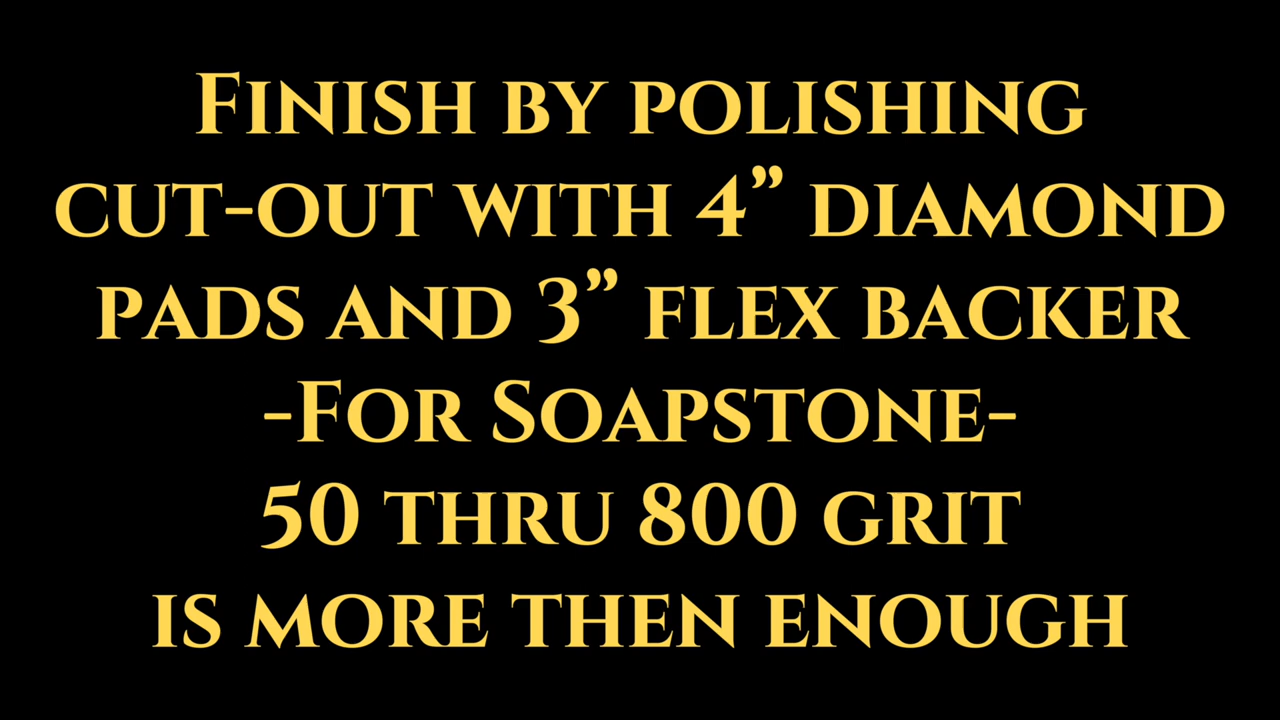 Finish by polishing
cut-out with 4” diamond
pads and 3” flex backer
-For Soapstone-
50 thru 800 grit
is more then enough